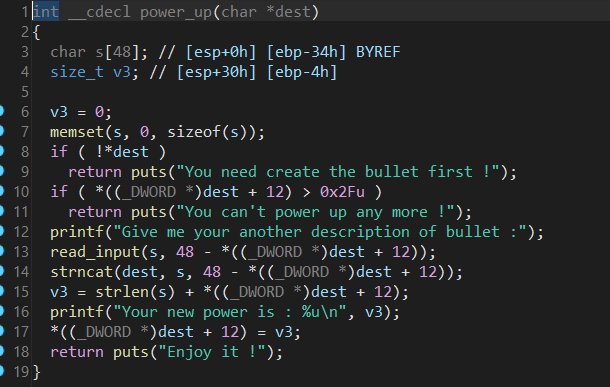 1 int __cdecl power_up(char *dest)
2 {
3 char s[48]; // [esp+0h] [ebp-34h] BYREF
4 size_t v3; // [esp+30h] [ebp-4h]
5
6 v3 = 0;
7 memset(s, 0, sizeof(s));
8 if ( !*dest )
9 return puts("You need create the bullet first !");
10 if ( *((_DWORD *)dest + 12) > 0x2Fu )
11 return puts("You can't power up any more !");
12 printf("Give me your another description of bullet :");
13 read_input(s, 48 - *((_DWORD *)dest + 12));
14 strncat(dest, s, 48 - *((_DWORD *)dest + 12));
15 v3 = strlen(s) + *((_DWORD *)dest + 12);
16 printf("Your new power is : %u\n", v3);
17 *((_DWORD *)dest + 12) = v3;
18 return puts("Enjoy it !");
19 }